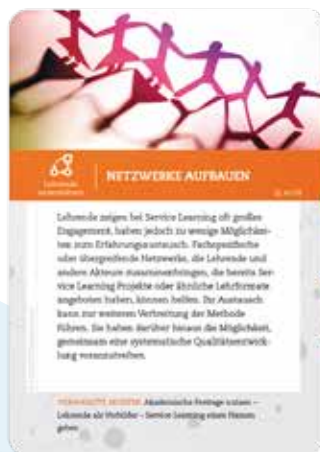 Lehrende
unterstützen
NETZWERKE AUFBAUEN
Lehrende zeigen bei Service Learning oft großes
Engagement, haben jedoch zu wenige Möglichkei-
ten zum Erfahrungsaustausch. Fachspezifische
oder übergreifende Netzwerke, die Lehrende und
andere Akteure zusammenbringen, die bereits Ser-
vice Learning Projekte oder ähnliche Lehrformate
angeboten haben, können helfen. Ihr Austausch
kann zur weiteren Verbreitung der Methode
führen. Sie haben darüber hinaus die Möglichkeit,
gemeinsam eine systematische Qualitätsentwick-
lung voranzutreiben.
VERWANDTE MUSTER: Akademische Freitage nutzen –
Lehrende als Vorbilder – Service Learning einen Namen
geben